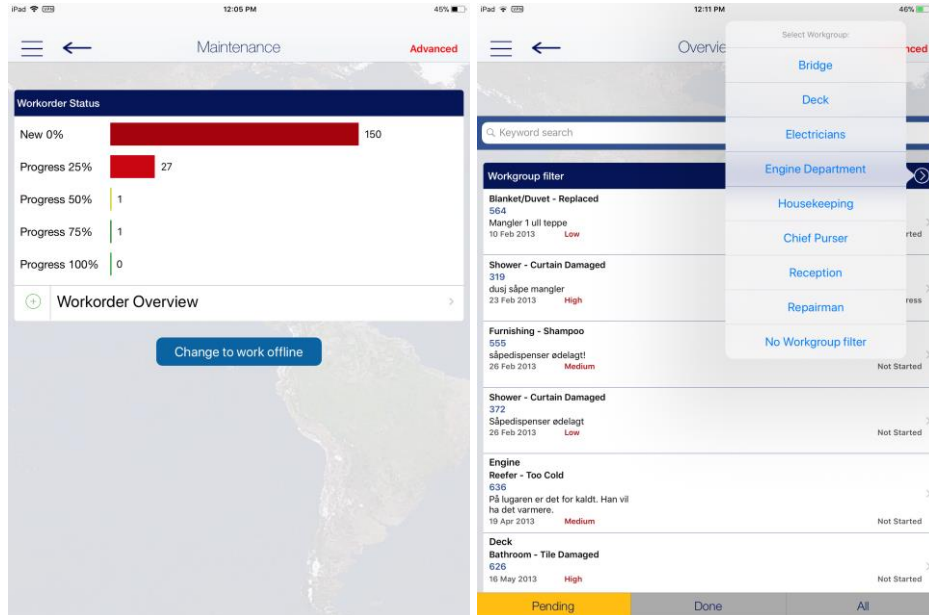 iPad VPN 12:05 PM 45%
Maintenance Advanced
Workorder Status
New 0% 150
Progress 25% 27
Progress 50% 1
Progress 75% 1
Progress 100% 0
Workorder Overview
Change to work offline
iPad VPN 12:11 PM 46%
Overvie nced
Select Workgroup:
Bridge
Deck
Electricians
Engine Department
Housekeeping
Chief Purser
Reception
Repairman
No Workgroup filter
Keyword search
Workgroup filter
Blanket/Duvet - Replaced
564
Mangler 1 ull teppe
10 Feb 2013 Low rted
Shower - Curtain Damaged
319
dusj såpe mangler
23 Feb 2013 High ress
Furnishing - Shampoo
555
såpedispenser ødelagt!
26 Feb 2013 Medium Not Started
Shower - Curtain Damaged
372
Såpedispenser ødelagt
26 Feb 2013 Low Not Started
Engine
Reefer - Too Cold
636
På lugaren er det for kaldt. Han vil
ha det varmere.
19 Apr 2013 Medium Not Started
Deck
Bathroom - Tile Damaged
626
16 May 2013 High Not Started
Pending Done All